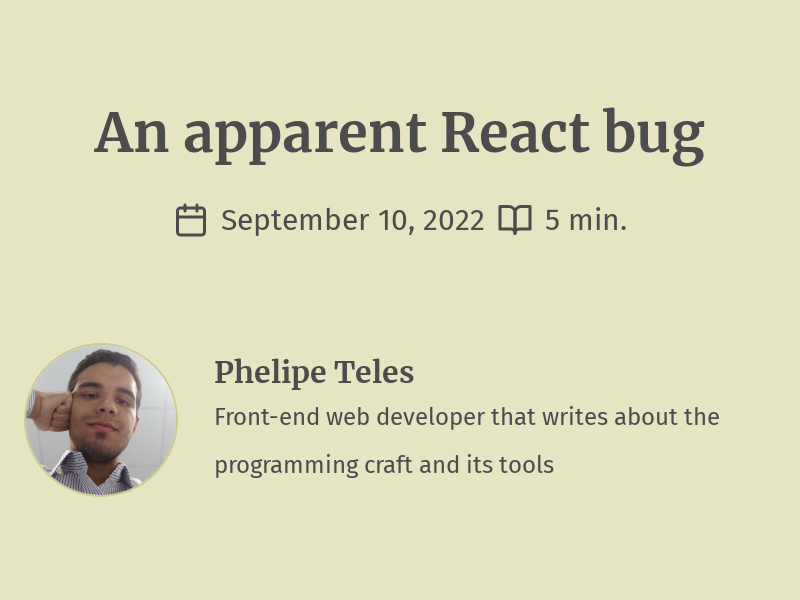 An apparent React bug
September 10, 2022 5 min.
Phelipe Teles
Front-end web developer that writes about the
programming craft and its tools